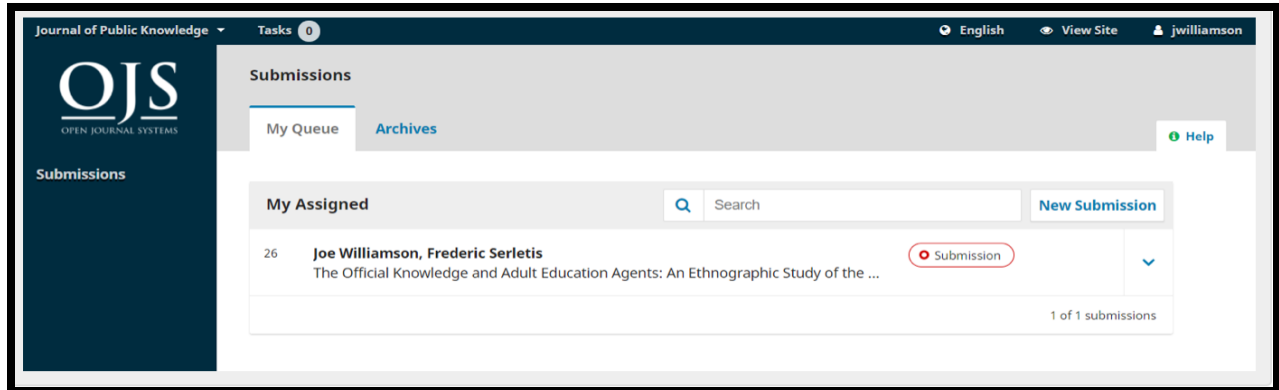 Journal of Public Knowledge Tasks 0 English View Site jwilliamson
OJS
OPEN JOURNAL SYSTEMS
Submissions
Submissions
My Queue Archives Help
My Assigned Search New Submission
26 Joe Williamson, Frederic Serletis Submission
The Official Knowledge and Adult Education Agents: An Ethnographic Study of the ...
1 of 1 submissions